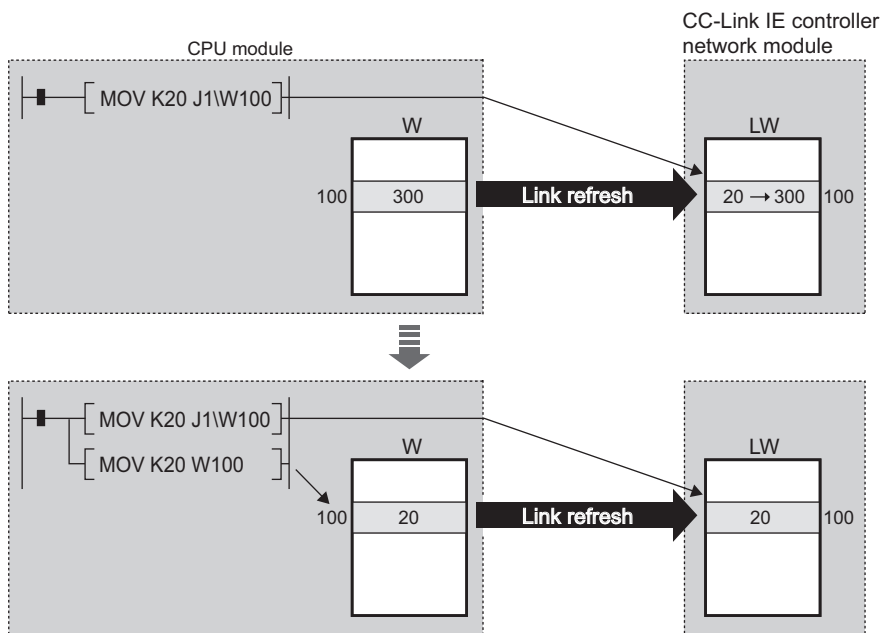 CC-Link IE controller
network module
CPU module
MOV K20 J1\W100
W
LW
100
300
Link refresh
20 → 300
100
MOV K20 J1\W100
MOV K20 W100
W
LW
100
20
Link refresh
20
100